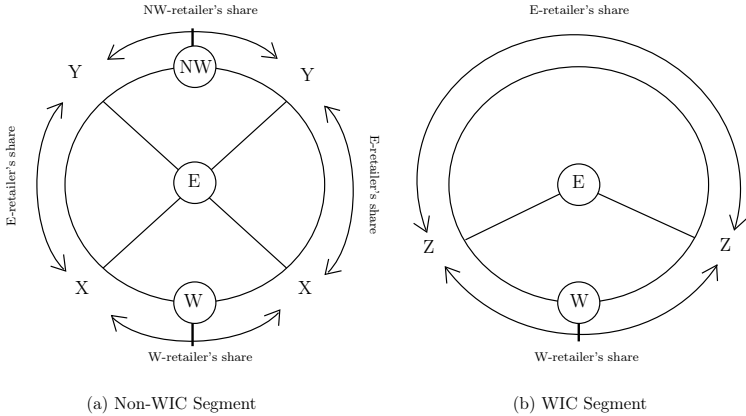 NW-retailer's share
Y
NW
Y
E-retailer's share
E
E-retailer's share
X
W
X
W-retailer's share
(a) Non-WIC Segment
E-retailer's share
E
Z
Z
W
W-retailer's share
(b) WIC Segment